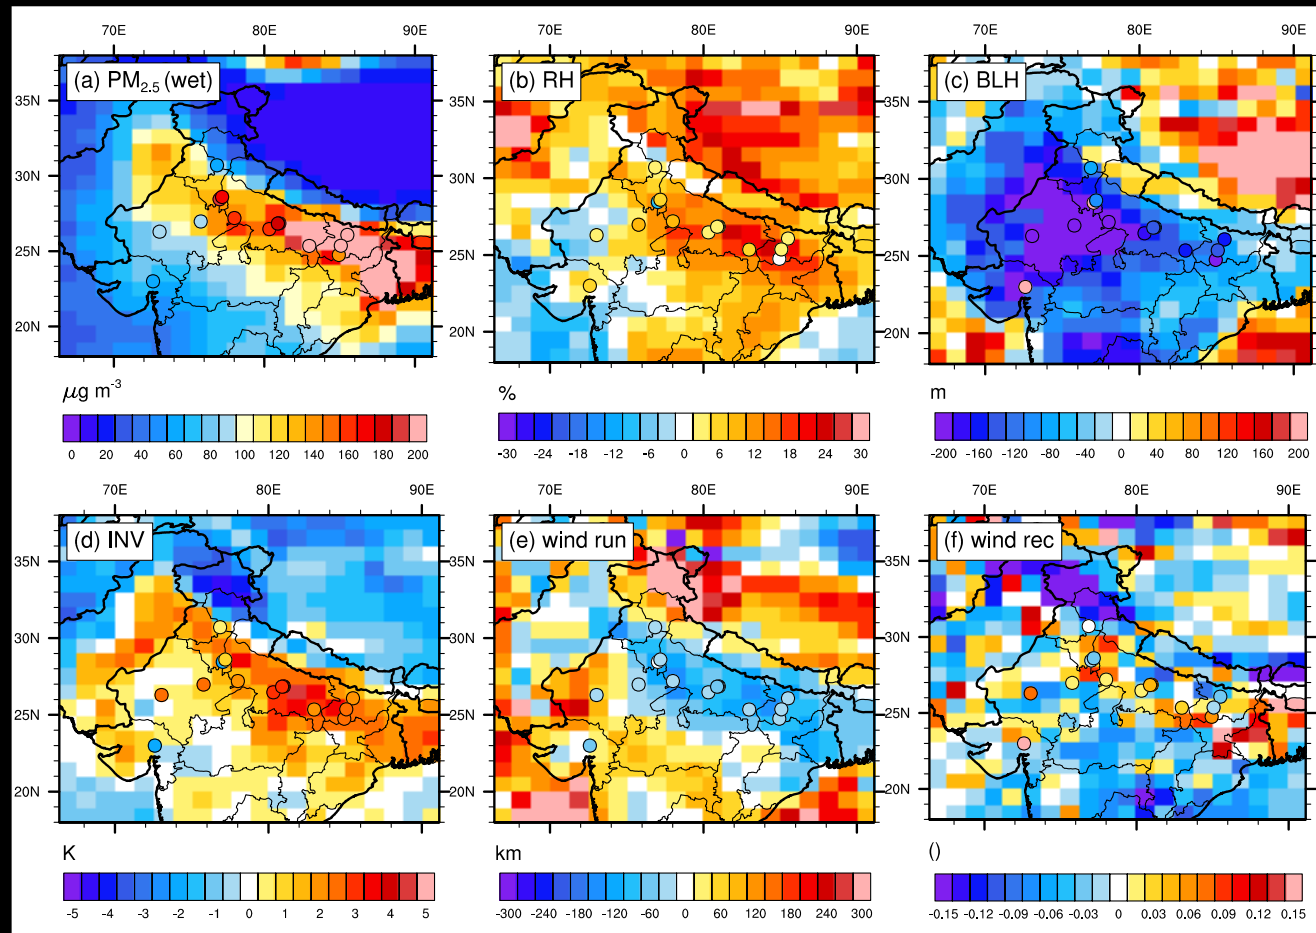 70E 80E 90E 70E 80E 90E 70E 80E 90E
(a) PM2.5 (wet) (b) RH (c) BLH
35N 35N 35N
30N 30N 30N
25N 25N 25N
20N 20N 20N
μg m-3 % m
0 20 40 60 80 100 120 140 160 180 200 -30 -24 -18 -12 -6 0 6 12 18 24 30 -200 -160 -120 -80 -40 0 40 80 120 160 200
70E 80E 90E 70E 80E 90E 70E 80E 90E
(d) INV (e) wind run (f) wind rec
35N 35N 35N
30N 30N 30N
25N 25N 25N
20N 20N 20N
K km ()
-5 -4 -3 -2 -1 0 1 2 3 4 5 -300 -240 -180 -120 -60 0 60 120 180 240 300 -0.15 -0.12 -0.09 -0.06 -0.03 0 0.03 0.06 0.09 0.12 0.15